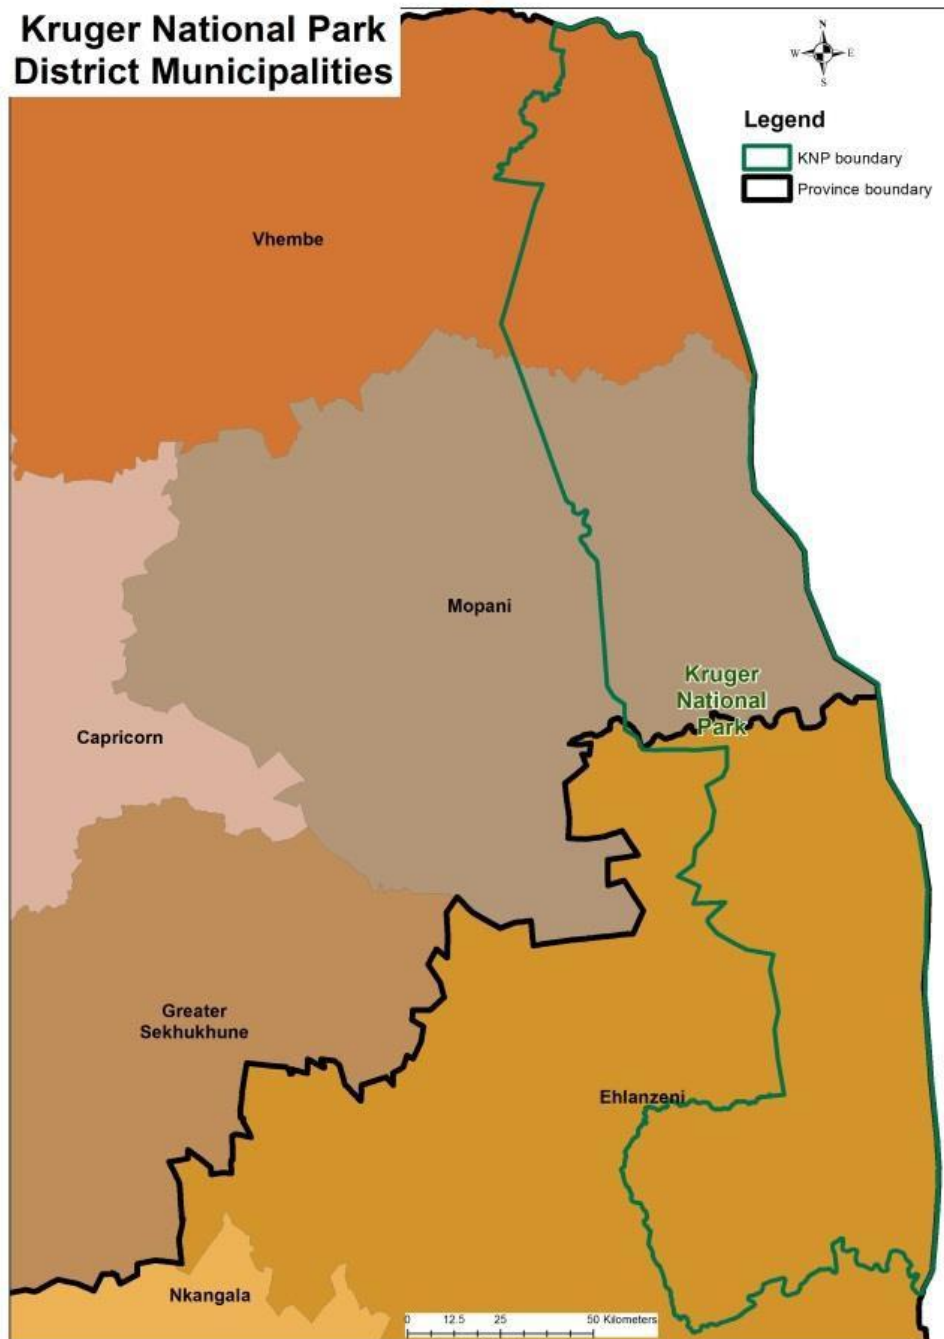 Kruger National Park
District Municipalities
N
W E
S
Legend
KNP boundary
Province boundary
Vhembe
Mopani
Kruger
National
Park
Capricorn
Greater
Sekhukhune
Ehlanzeni
Nkangala
0 12.5 25 50 Kilometers